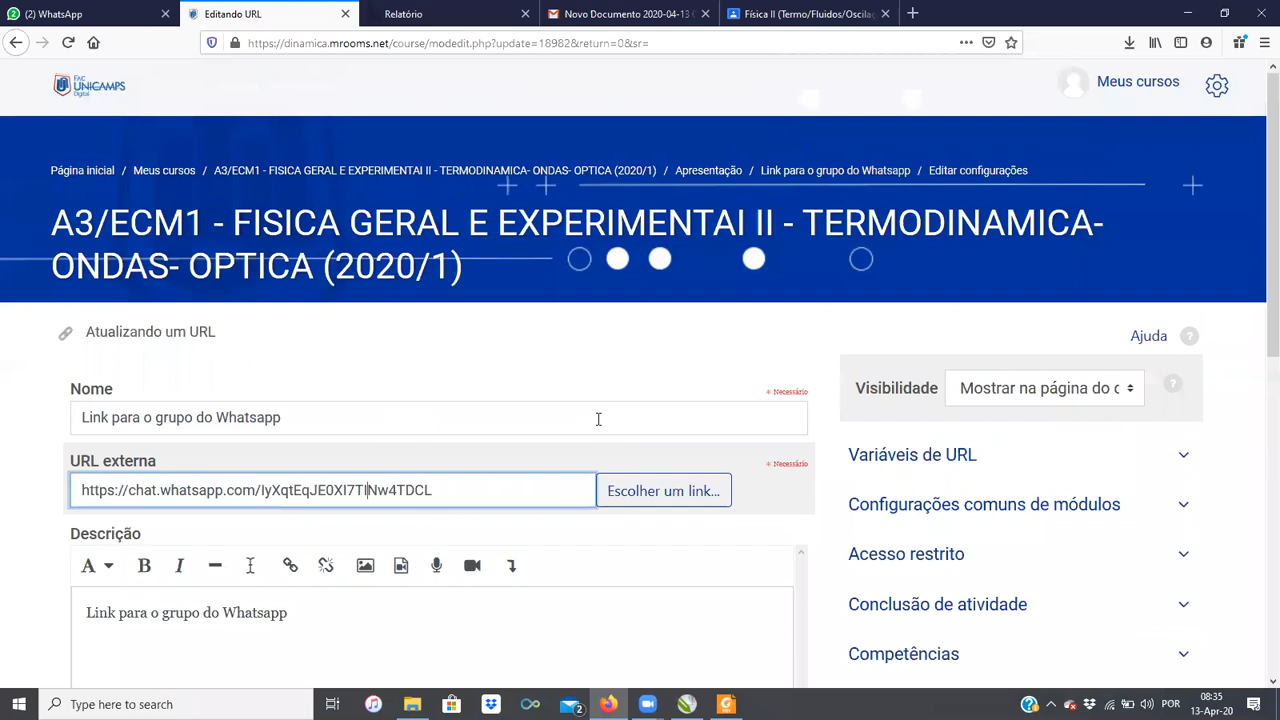 (2) WhatsApp
Editando URL
Relatório
Novo Documento 2020-04-13 (
Física II (Termo/Fluidos/Oscilaç
https://dinamica.mrooms.net/course/modedit.php?update=18982&return=0&sr=
FAC
UNICAMPS
Digital
Meus cursos
Página inicial / Meus cursos / A3/ECM1 - FISICA GERAL E EXPERIMENTAI II - TERMODINAMICA- ONDAS- OPTICA (2020/1) / Apresentação / Link para o grupo do Whatsapp / Editar configurações
A3/ECM1 - FISICA GERAL E EXPERIMENTAI II - TERMODINAMICA-
ONDAS- OPTICA (2020/1)
Atualizando um URL
Ajuda
Nome
* Necessário
Link para o grupo do Whatsapp
URL externa
* Necessário
https://chat.whatsapp.com/IyXqtEqJE0XI7TINw4TDCL
Escolher um link...
Descrição
A B I
Link para o grupo do Whatsapp
Visibilidade
Mostrar na página do c
Variáveis de URL
Configurações comuns de módulos
Acesso restrito
Conclusão de atividade
Competências
Type here to search
2
POR
08:35
13-Apr-20